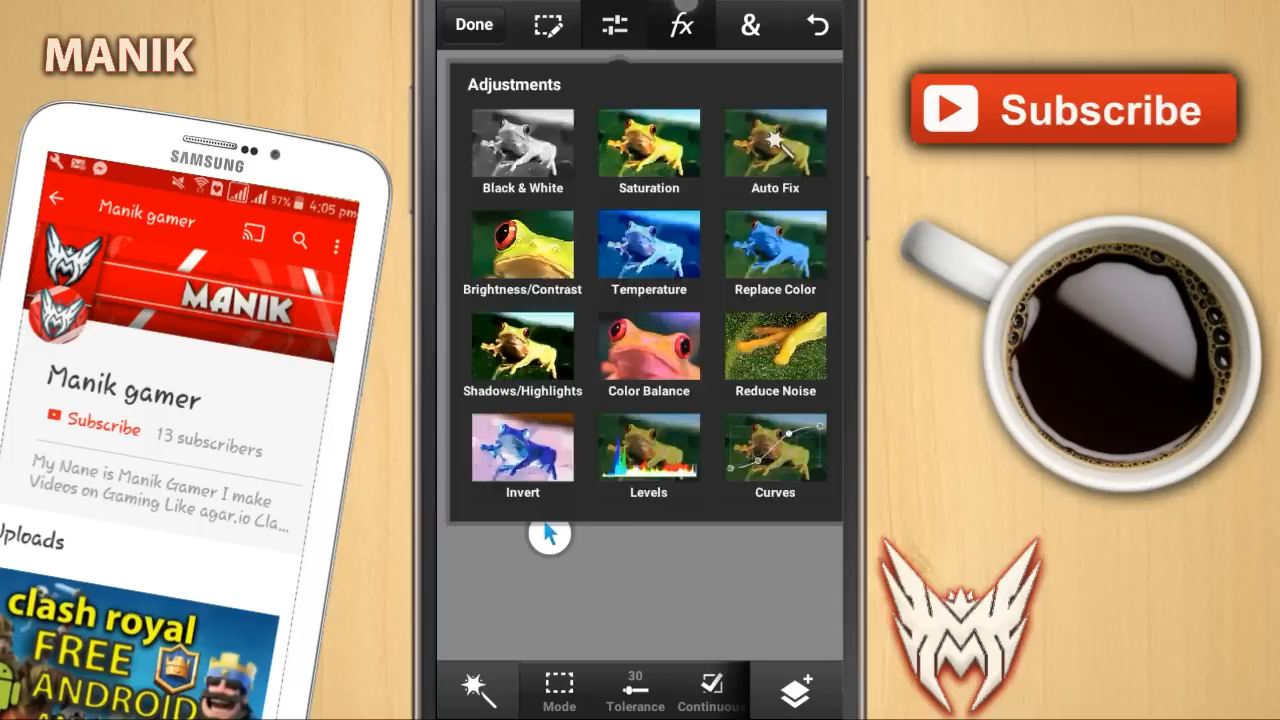 MANIK
SAMSUNG
57% 4:05 pm
Manik gamer
MANIK
Manik gamer
Subscribe 13 subscribers
My Nane is Manik Gamer I make
Videos on Gaming Like agar.io Cla...
Uploads
clash royal
FREE
ANDROID
Done fx &
Adjustments
Black & White Saturation Auto Fix
Brightness/Contrast Temperature Replace Color
Shadows/Highlights Color Balance Reduce Noise
Invert Levels Curves
30
Mode Tolerance Continuou
Subscribe